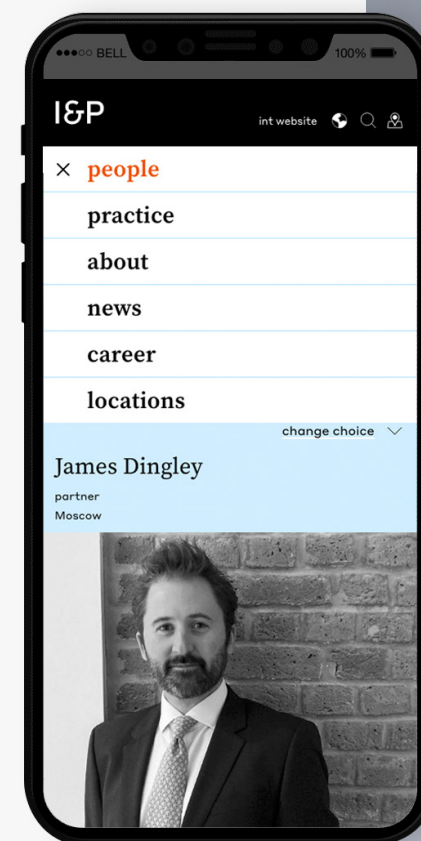 BELL
100%
I&P
int website
people
practice
about
news
career
locations
change choice
James Dingley
partner
Moscow